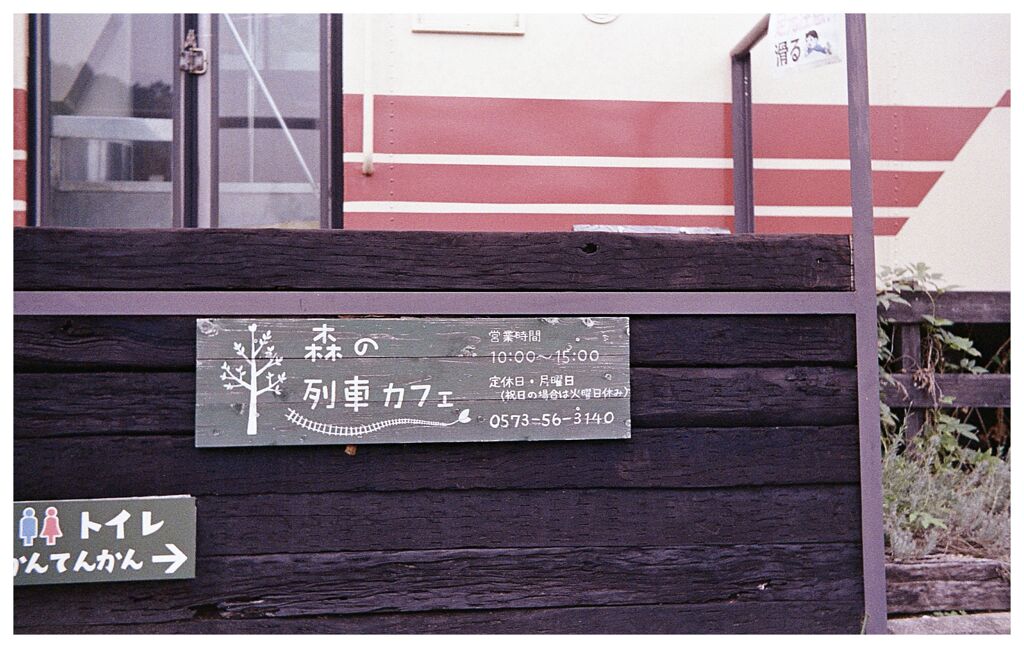 滑る
森の
列車カフェ
営業時間
10:00〜15:00
定休日・月曜日
(祝日の場合は火曜日休み)
0573=56-3140
トイレ
かんてんかん